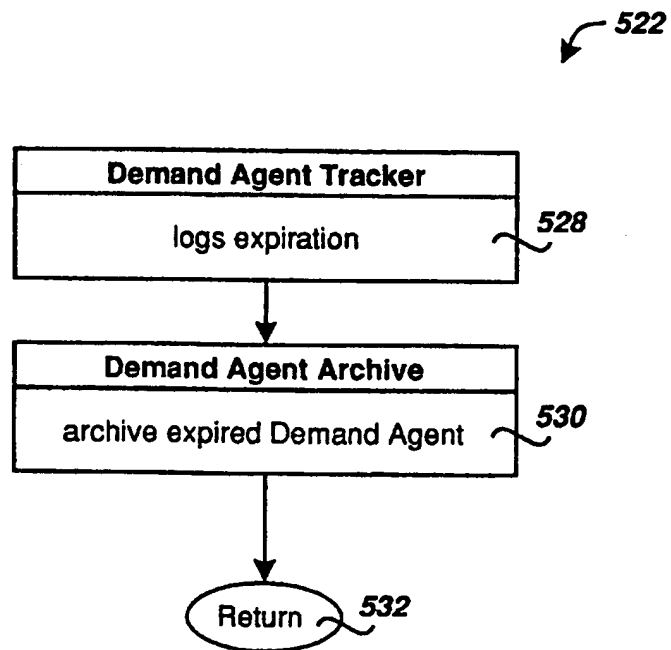 522
Demand Agent Tracker
logs expiration
528
Demand Agent Archive
archive expired Demand Agent
530
Return
532